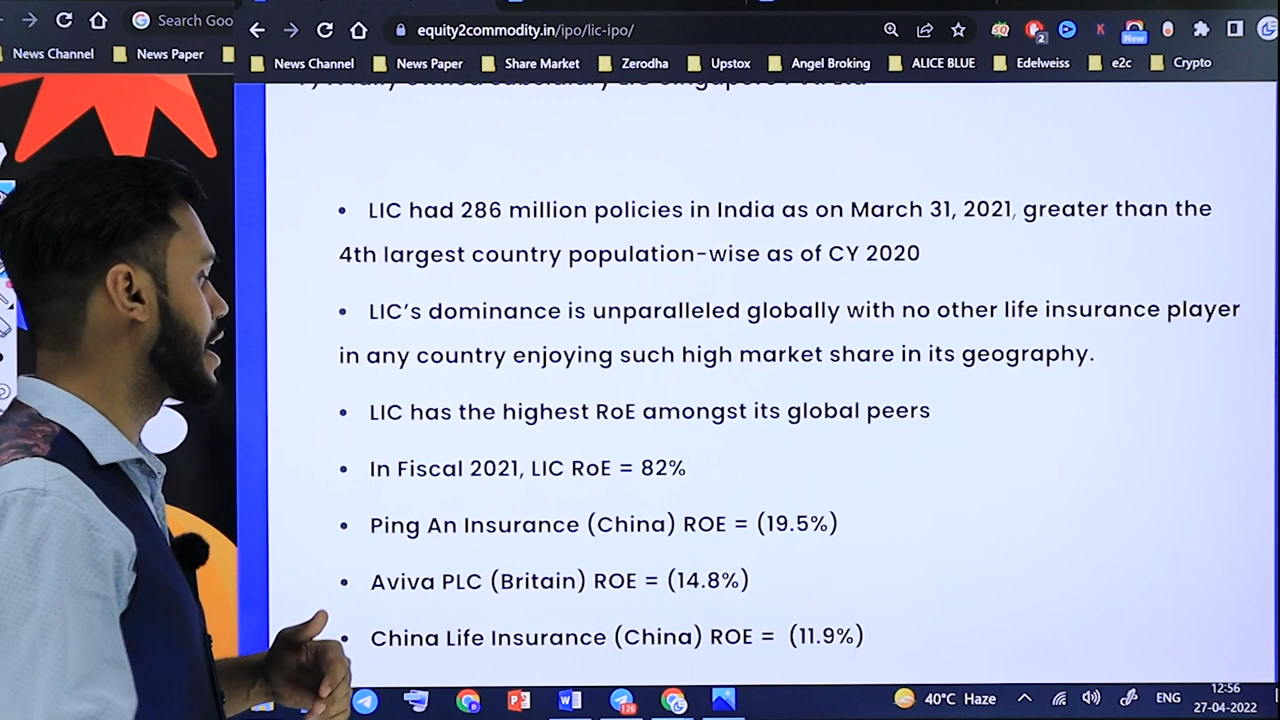 Search Goo
equity2commodity.in/ipo/lic-ipo/
2
New
News Channel
News Paper
News Channel
News Paper
Share Market
Zerodha
Upstox
Angel Broking
ALICE BLUE
Edelweiss
e2c
Crypto
LIC had 286 million policies in India as on March 31, 2021, greater than the
4th largest country population-wise as of CY 2020
LIC's dominance is unparalleled globally with no other life insurance player
in any country enjoying such high market share in its geography.
LIC has the highest RoE amongst its global peers
In Fiscal 2021, LIC RoE = 82%
Ping An Insurance (China) ROE = (19.5%)
Aviva PLC (Britain) ROE = (14.8%)
China Life Insurance (China) ROE = (11.9%)
126
40°C Haze
ENG
12:56
27-04-2022